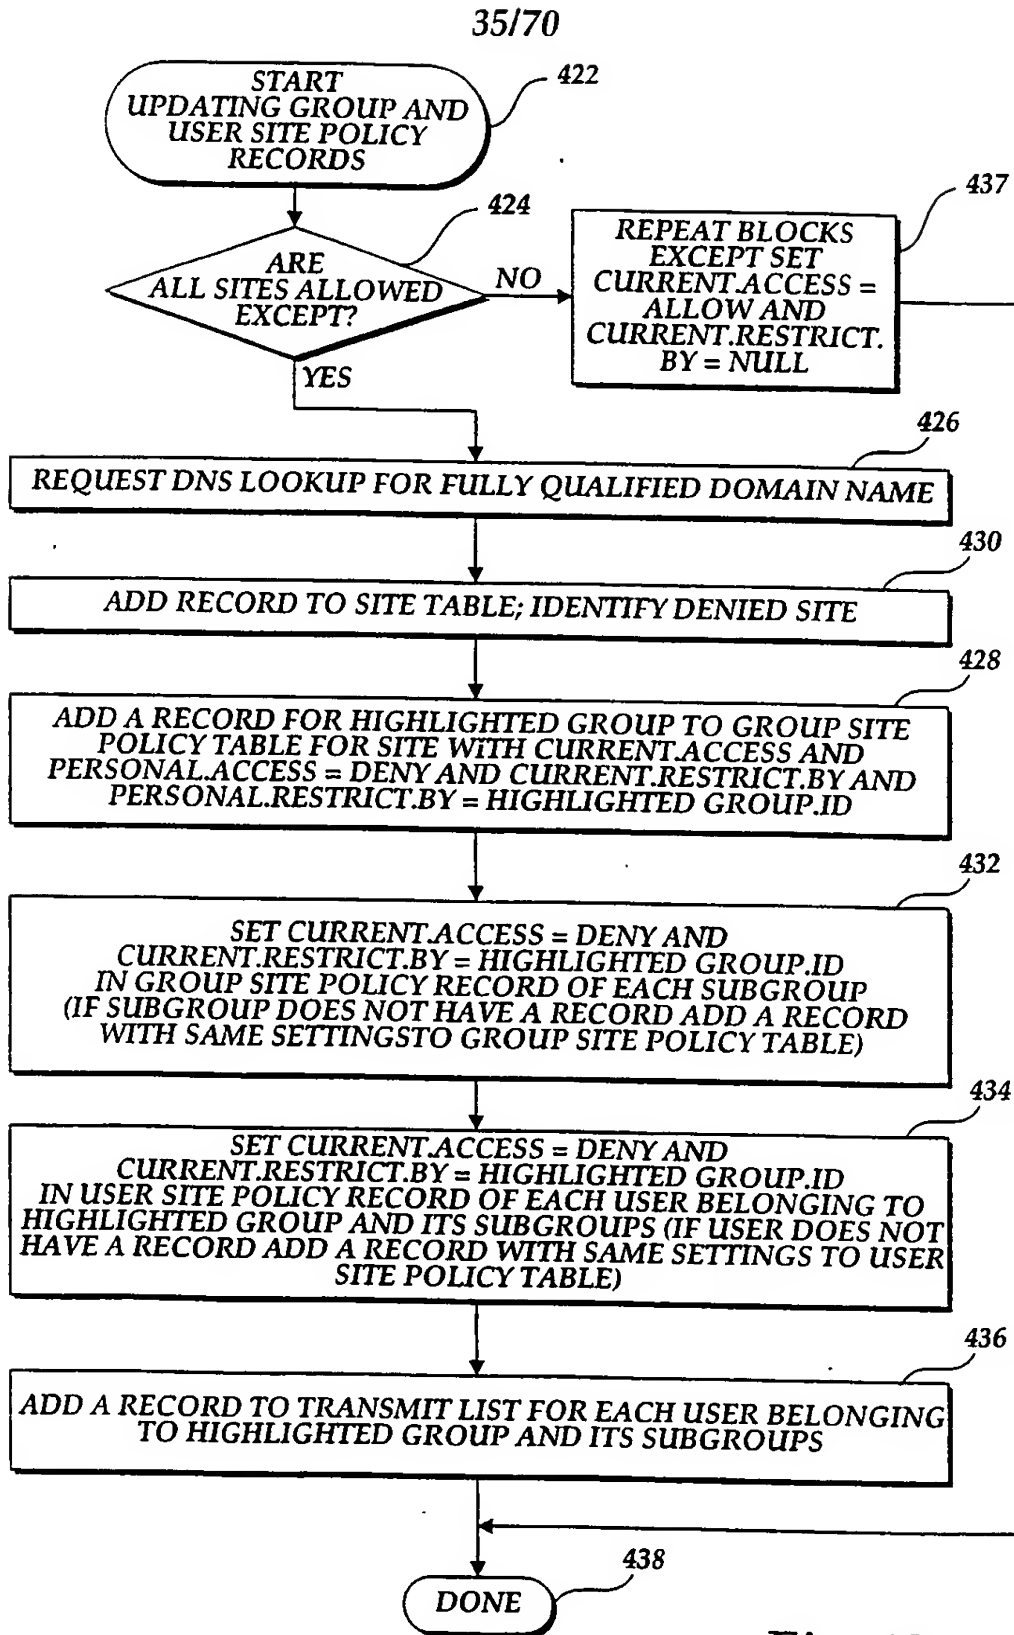 35/70
START
UPDATING GROUP AND
USER SITE POLICY
RECORDS
422
424
ARE
ALL SITES ALLOWED
EXCEPT?
NO
YES
437
REPEAT BLOCKS
EXCEPT SET
CURRENT.ACCESS =
ALLOW AND
CURRENT.RESTRICT.
BY = NULL
426
REQUEST DNS LOOKUP FOR FULLY QUALIFIED DOMAIN NAME
430
ADD RECORD TO SITE TABLE; IDENTIFY DENIED SITE
428
ADD A RECORD FOR HIGHLIGHTED GROUP TO GROUP SITE
POLICY TABLE FOR SITE WITH CURRENT.ACCESS AND
PERSONAL.ACCESS = DENY AND CURRENT.RESTRICT.BY AND
PERSONAL.RESTRICT.BY = HIGHLIGHTED GROUP.ID
432
SET CURRENT.ACCESS = DENY AND
CURRENT.RESTRICT.BY = HIGHLIGHTED GROUP.ID
IN GROUP SITE POLICY RECORD OF EACH SUBGROUP
(IF SUBGROUP DOES NOT HAVE A RECORD ADD A RECORD
WITH SAME SETTINGSTO GROUP SITE POLICY TABLE)
434
SET CURRENT.ACCESS = DENY AND
CURRENT.RESTRICT.BY = HIGHLIGHTED GROUP.ID
IN USER SITE POLICY RECORD OF EACH USER BELONGING TO
HIGHLIGHTED GROUP AND ITS SUBGROUPS (IF USER DOES NOT
HAVE A RECORD ADD A RECORD WITH SAME SETTINGS TO USER
SITE POLICY TABLE)
436
ADD A RECORD TO TRANSMIT LIST FOR EACH USER BELONGING
TO HIGHLIGHTED GROUP AND ITS SUBGROUPS
438
DONE